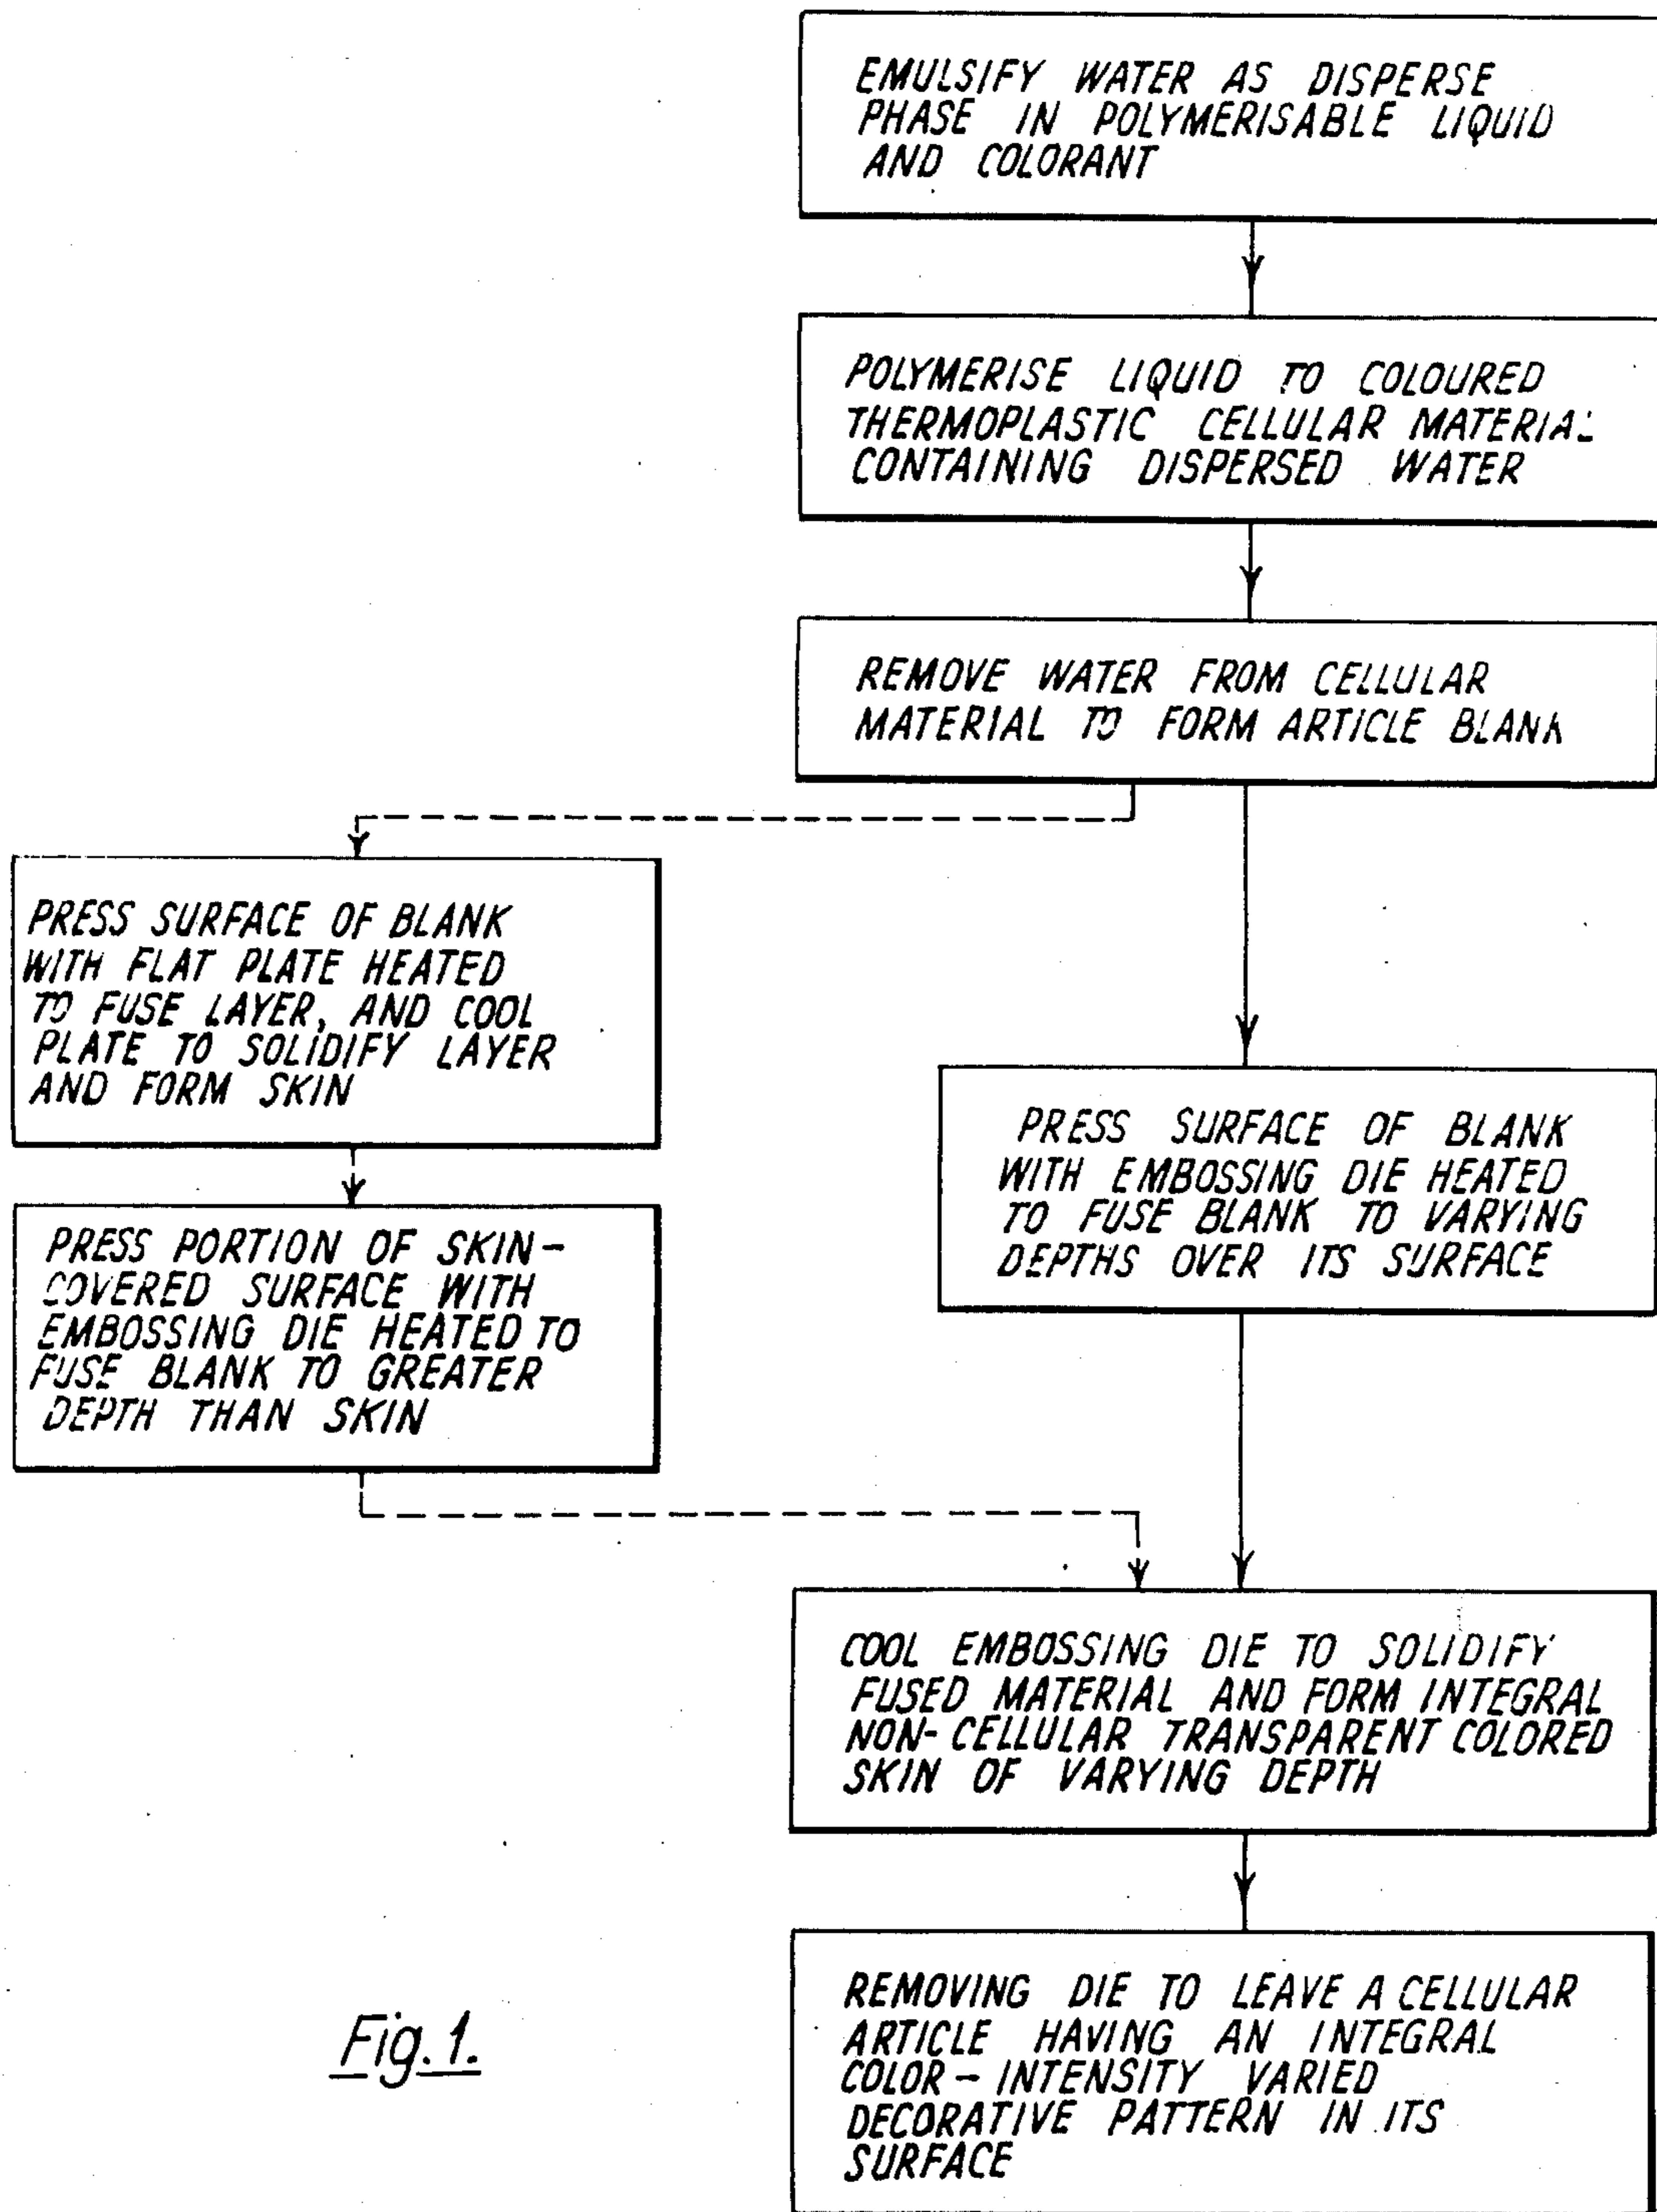 EMULSIFY WATER AS DISPERSE
PHASE IN POLYMERISABLE LIQUID
AND COLORANT
POLYMERISE LIQUID TO COLOURED
THERMOPLASTIC CELLULAR MATERIAL
CONTAINING DISPERSED WATER
REMOVE WATER FROM CELLULAR
MATERIAL TO FORM ARTICLE BLANK
PRESS SURFACE OF BLANK
WITH FLAT PLATE HEATED
TO FUSE LAYER, AND COOL
PLATE TO SOLIDIFY LAYER
AND FORM SKIN
PRESS PORTION OF SKIN-
COVERED SURFACE WITH
EMBOSSING DIE HEATED TO
FUSE BLANK TO GREATER
DEPTH THAN SKIN
PRESS SURFACE OF BLANK
WITH EMBOSSING DIE HEATED
TO FUSE BLANK TO VARYING
DEPTHS OVER ITS SURFACE
COOL EMBOSSING DIE TO SOLIDIFY
FUSED MATERIAL AND FORM INTEGRAL
NON-CELLULAR TRANSPARENT COLORED
SKIN OF VARYING DEPTH
REMOVING DIE TO LEAVE A CELLULAR
ARTICLE HAVING AN INTEGRAL
COLOR-INTENSITY VARIED
DECORATIVE PATTERN IN ITS
SURFACE
Fig.1.